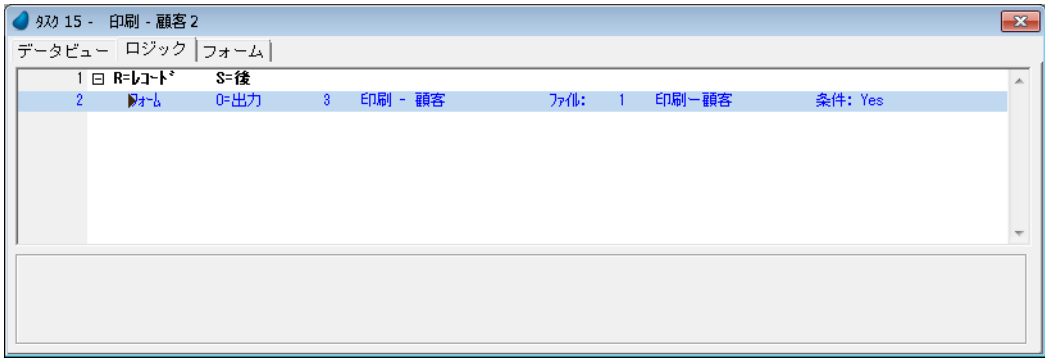 ﾀｽｸ 15 -   印刷 - 顧客２
データビュー ロジック フォーム
1 R=ﾚｺｰﾄﾞ S=後
2 ﾌｫｰﾑ O=出力 3 印刷 - 顧客 ﾌｧｲﾙ: 1 印刷ー顧客 条件: Yes